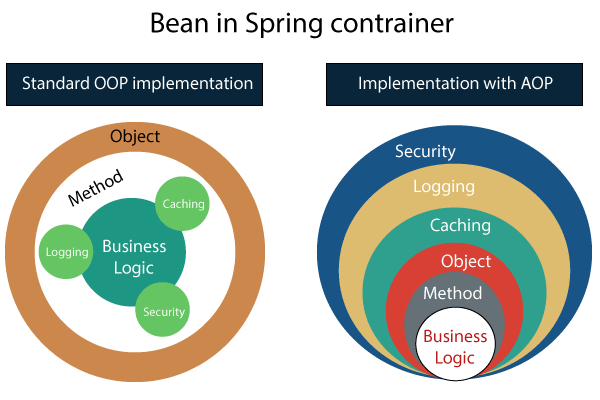 Bean in Spring contrainer
Standard OOP implementation
Object
Method
Caching
Logging
Business
Logic
Security
Implementation with AOP
Security
Logging
Caching
Object
Method
Business
Logic